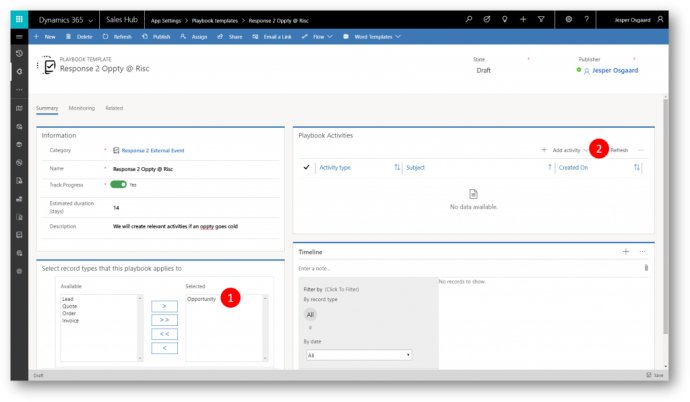 Dynamics 365 Sales Hub App Settings > Playbook templates > Response 2 Oppty @ Risc Jesper Osgaard
+ New Delete Refresh Publish Assign Share Email a Link Flow Word Templates
PLAYBOOK TEMPLATE
Response 2 Oppty @ Risc
State
Draft
Publisher
Jesper Osgaard
Summary Monitoring Related
Information
Category * Response 2 External Event
Name * Response 2 Oppty @ Risc
Track Progress * Yes
Estimated duration (days) 14
Description We will create relevant activities if an oppty goes cold
Select record types that this playbook applies to
Available
Lead
Quote
Order
Invoice
>
>>
<<
<
Selected
Opportunity
1
Playbook Activities
+ Add activity 2 Refresh ...
Activity type Subject Created On
No data available.
Timeline + ...
Enter a note...
Filter by (Click To Filter)
By record type
All
By date
All
No records to show.
Draft Save